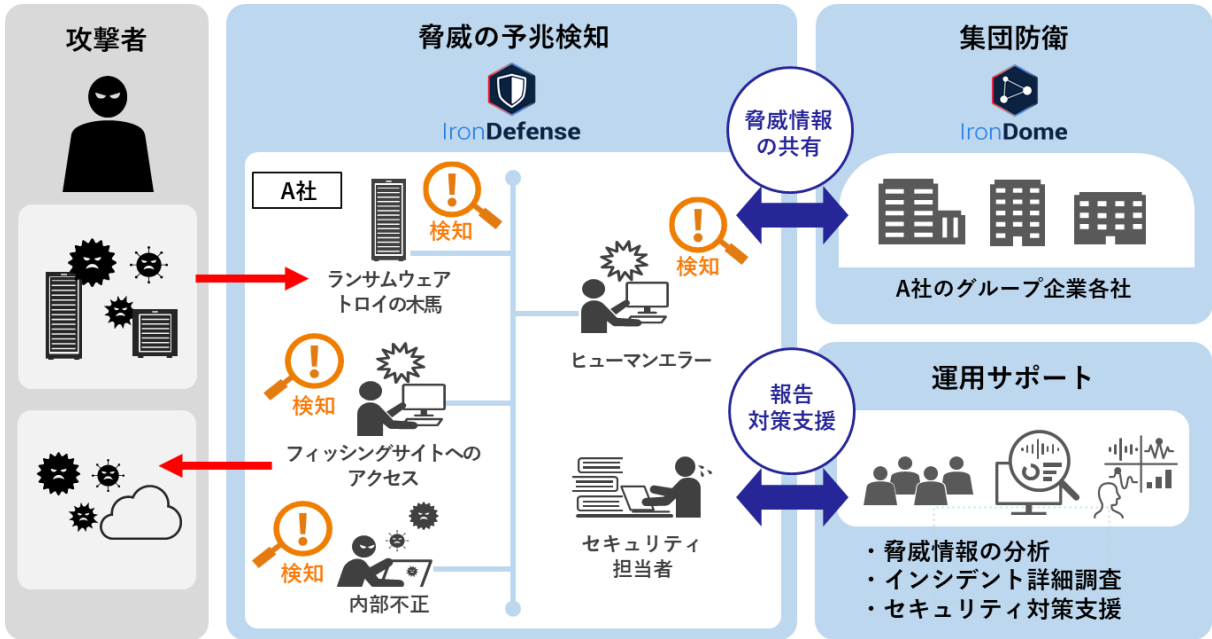 攻撃者
脅威の予兆検知
IronDefense
A社
検知
ランサムウェア
トロイの木馬
検知
ヒューマンエラー
検知
フィッシングサイトへの
アクセス
検知
内部不正
セキュリティ
担当者
脅威情報
の共有
報告
対策支援
集団防衛
IronDome
A社のグループ企業各社
運用サポート
・脅威情報の分析
・インシデント詳細調査
・セキュリティ対策支援